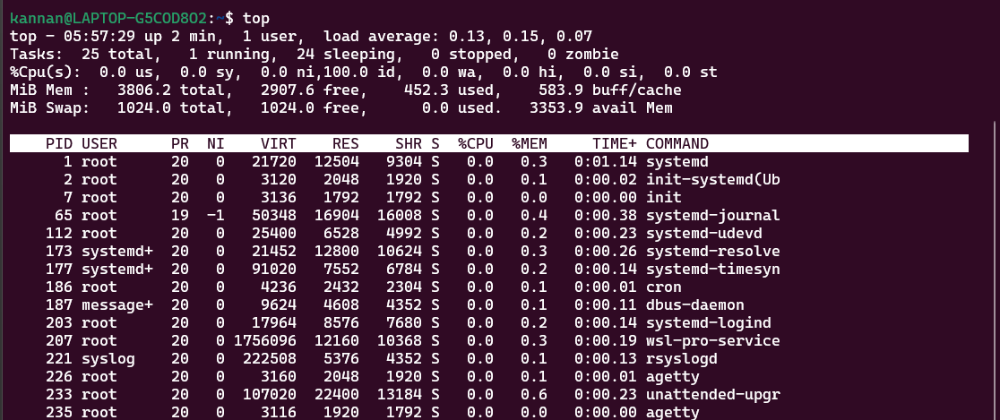 kannan@LAPTOP-G5COD8O2:~$ top
top - 05:57:29 up 2 min,  1 user,  load average: 0.13, 0.15, 0.07
Tasks:  25 total,   1 running,  24 sleeping,   0 stopped,   0 zombie
%Cpu(s):  0.0 us,  0.0 sy,  0.0 ni,100.0 id,  0.0 wa,  0.0 hi,  0.0 si,  0.0 st
MiB Mem :   3806.2 total,   2907.6 free,    452.3 used,    583.9 buff/cache
MiB Swap:   1024.0 total,   1024.0 free,      0.0 used.   3353.9 avail Mem
    PID USER      PR  NI    VIRT    RES    SHR S  %CPU  %MEM     TIME+ COMMAND
      1 root      20   0   21720  12504   9304 S   0.0   0.3   0:01.14 systemd
      2 root      20   0    3120   2048   1920 S   0.0   0.1   0:00.02 init-systemd(Ub
      7 root      20   0    3136   1792   1792 S   0.0   0.0   0:00.00 init
     65 root      19  -1   50348  16904  16008 S   0.0   0.4   0:00.38 systemd-journal
    112 root      20   0   25400   6528   4992 S   0.0   0.2   0:00.23 systemd-udevd
    173 systemd+  20   0   21452  12800  10624 S   0.0   0.3   0:00.26 systemd-resolve
    177 systemd+  20   0   91020   7552   6784 S   0.0   0.2   0:00.14 systemd-timesyn
    186 root      20   0    4236   2432   2304 S   0.0   0.1   0:00.01 cron
    187 message+  20   0    9624   4608   4352 S   0.0   0.1   0:00.11 dbus-daemon
    203 root      20   0   17964   8576   7680 S   0.0   0.2   0:00.14 systemd-logind
    207 root      20   0 1756096  12160  10368 S   0.0   0.3   0:00.19 wsl-pro-service
    221 syslog    20   0  222508   5376   4352 S   0.0   0.1   0:00.13 rsyslogd
    226 root      20   0    3160   2048   1920 S   0.0   0.1   0:00.01 agetty
    233 root      20   0  107020  22400  13184 S   0.0   0.6   0:00.23 unattended-upgr
    235 root      20   0    3116   1920   1792 S   0.0   0.0   0:00.00 agetty